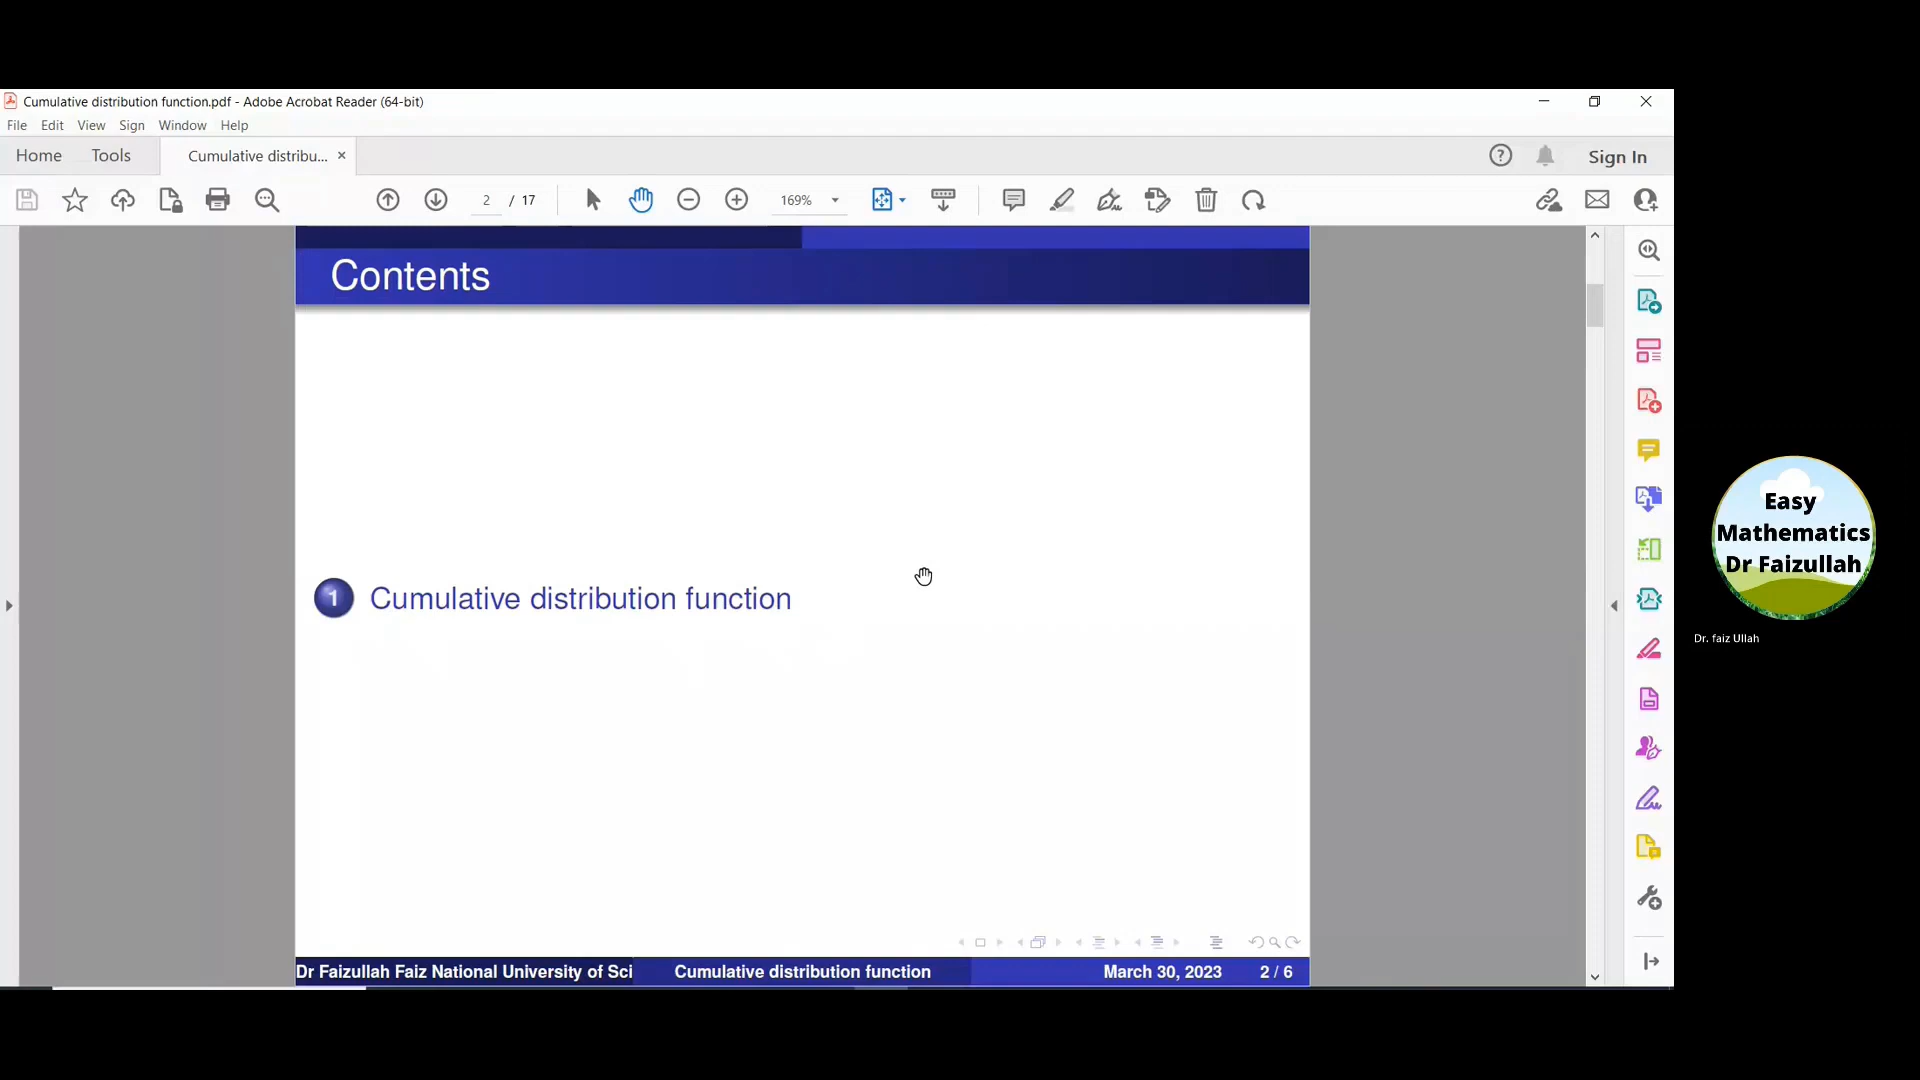 Cumulative distribution function.pdf - Adobe Acrobat Reader (64-bit)
File Edit View Sign Window Help
Home Tools Cumulative distribu... Sign In
2 / 17 169%
Contents
1 Cumulative distribution function
Easy
Mathematics
Dr Faizullah
Dr. faiz Ullah
Dr Faizullah Faiz National University of Sci Cumulative distribution function March 30, 2023 2 / 6